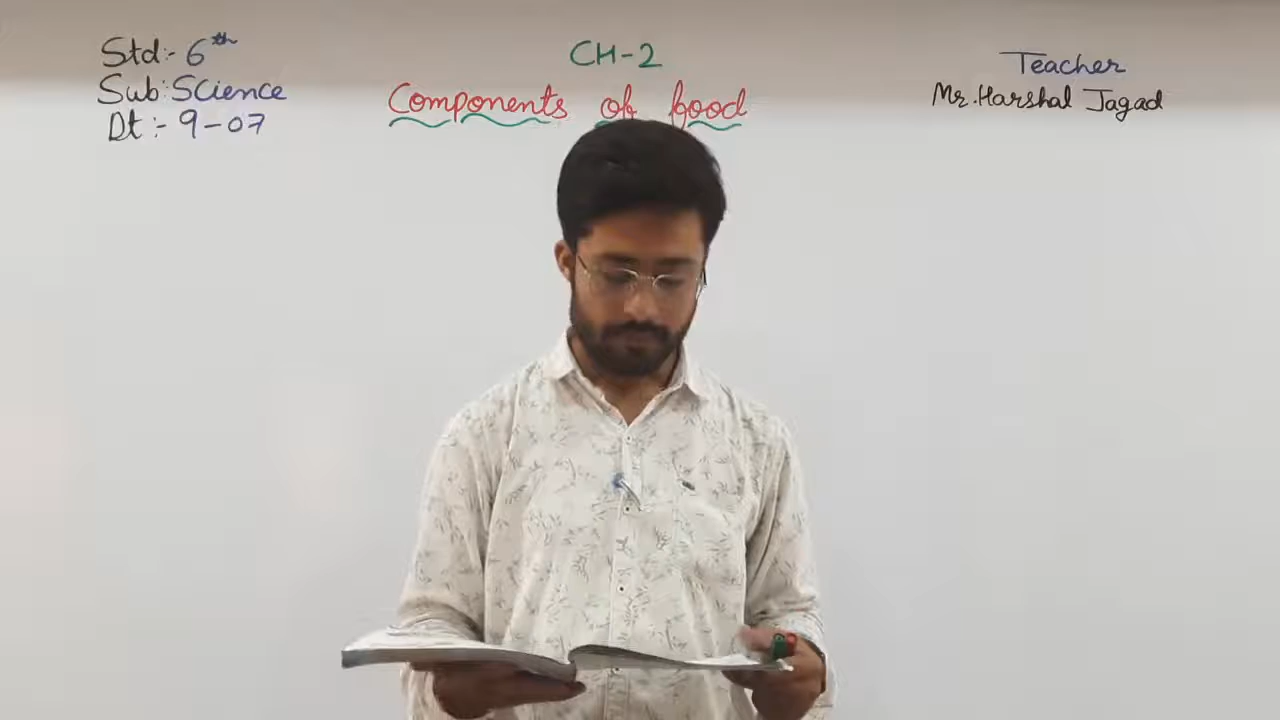 Std:- 6th
Sub:Science
Dt:- 9-07
CH-2
Components of food
Teacher
Mr.Harshal Jagad